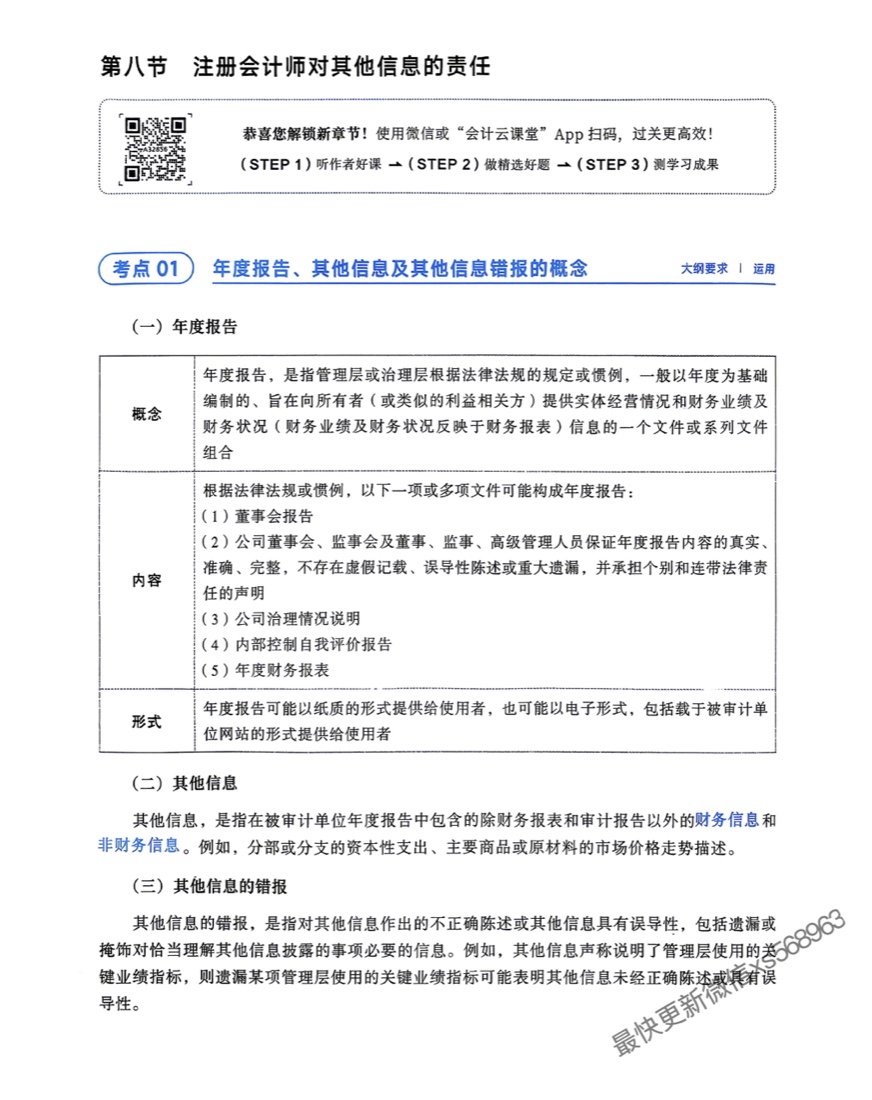 第八节 注册会计师对其他信息的责任
恭喜您解锁新章节！使用微信或“会计云课堂”App 扫码，过关更高效！
（STEP 1）听作者好课 ⇀（STEP 2）做精选好题 ⇀（STEP 3）测学习成果
考点 01 年度报告、其他信息及其他信息错报的概念 大纲要求 | 运用
（一）年度报告
概念
年度报告，是指管理层或治理层根据法律法规的规定或惯例，一般以年度为基础
编制的、旨在向所有者（或类似的利益相关方）提供实体经营情况和财务业绩及
财务状况（财务业绩及财务状况反映于财务报表）信息的一个文件或系列文件
组合
内容
根据法律法规或惯例，以下一项或多项文件可能构成年度报告：
（1）董事会报告
（2）公司董事会、监事会及董事、监事、高级管理人员保证年度报告内容的真实、
准确、完整，不存在虚假记载、误导性陈述或重大遗漏，并承担个别和连带法律责
任的声明
（3）公司治理情况说明
（4）内部控制自我评价报告
（5）年度财务报表
形式
年度报告可能以纸质的形式提供给使用者，也可能以电子形式，包括载于被审计单
位网站的形式提供给使用者
（二）其他信息
其他信息，是指在被审计单位年度报告中包含的除财务报表和审计报告以外的财务信息和
非财务信息。例如，分部或分支的资本性支出、主要商品或原材料的市场价格走势描述。
（三）其他信息的错报
其他信息的错报，是指对其他信息作出的不正确陈述或其他信息具有误导性，包括遗漏或
掩饰对恰当理解其他信息披露的事项必要的信息。例如，其他信息声称说明了管理层使用的关
键业绩指标，则遗漏某项管理层使用的关键业绩指标可能表明其他信息未经正确陈述或具有误
导性。
最快更新微信xs568963